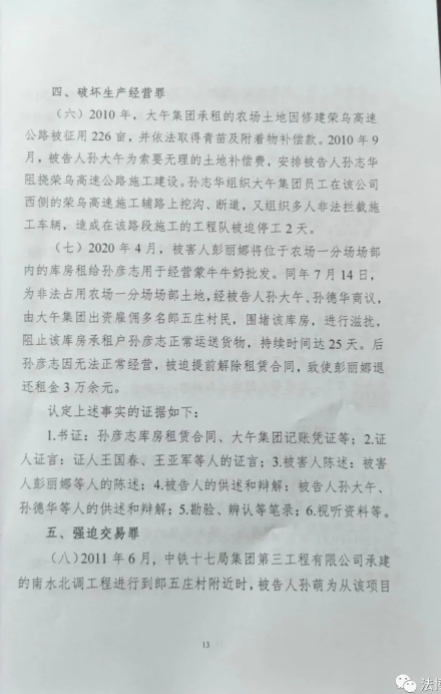 四、破坏生产经营罪
（六）2010年，大午集团承租的农场土地因修建荣乌高速
公路被征用226亩，并依法取得青苗及附着物补偿款。2010年9
月，被告人孙大午为索要无理的土地补偿费，安排被告人孙志华
阻挠荣乌高速公路施工建设。孙志华组织大午集团员工在该公司
西侧的荣乌高速施工辅路上挖沟、断道，又组织多人非法拦截施
工车辆，造成在该路段施工的工程队被迫停工2天。
（七）2020年4月，被害人彭丽娜将位于农场一分场场部
内的库房租给孙彦志用于经营蒙牛牛奶批发。同年7月14日，
为非法占用农场一分场场部土地，经被告人孙大午、孙德华商议，
由大午集团出资雇佣多名郎五庄村民，围堵该库房，进行滋扰，
阻止该库房承租户孙彦志正常运送货物，持续时间达25天。后
孙彦志因无法正常经营，被迫提前解除租赁合同，致使彭丽娜退
还租金3万余元。
认定上述事实的证据如下：
1.书证：孙彦志库房租赁合同、大午集团记账凭证等；2.证
人证言：证人王国春、王亚军等人的证言；3.被害人陈述：被害
人彭丽娜等人的陈述；4.被告人的供述和辩解：被告人孙大午、
孙德华等人的供述和辩解；5.勘验、辨认等笔录；6.视听资料等。
五、强迫交易罪
（八）2011年6月，中铁十七局集团第三工程有限公司承建
的南水北调工程进行到郎五庄村附近时，被告人孙萌为从该项目
13